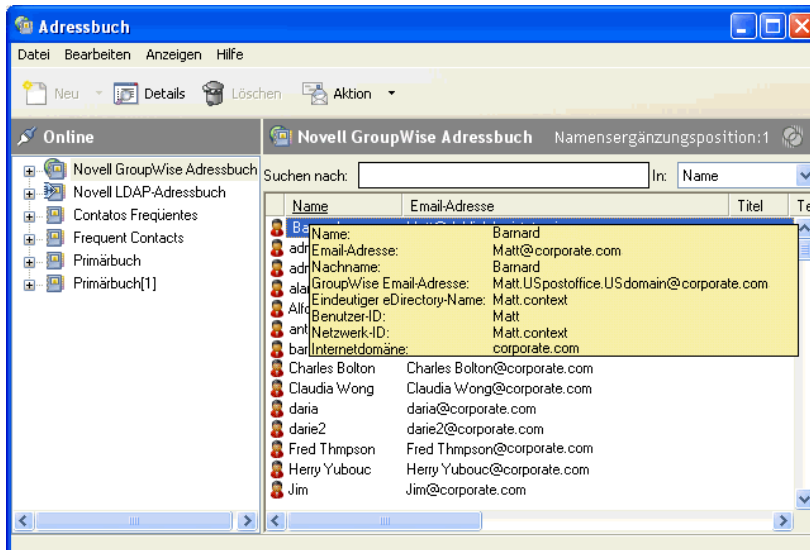 Adressbuch
Datei Bearbeiten Anzeigen Hilfe
Neu Details Löschen Aktion
Online
Novell GroupWise Adressbuch
Novell LDAP-Adressbuch
Contatos Freqüentes
Frequent Contacts
Primärbuch
Primärbuch[1]
Novell GroupWise Adressbuch Namensergänzungsposition:1
Suchen nach: In: Name
Name Email-Adresse Titel
Name: Barnard
Email-Adresse: Matt@corporate.com
Nachname: Barnard
GroupWise Email-Adresse: Matt.USpostoffice.USdomain@corporate.com
Eindeutiger eDirectory-Name: Matt.context
Benutzer-ID: Matt
Netzwerk-ID: Matt.context
Internetdomäne: corporate.com
Charles Bolton Charles Bolton@corporate.com
Claudia Wong Claudia Wong@corporate.com
daria daria@corporate.com
darie2 darie2@corporate.com
Fred Thmpson Fred Thmpson@corporate.com
Herry Yubouc Herry Yubouc@corporate.com
Jim Jim@corporate.com